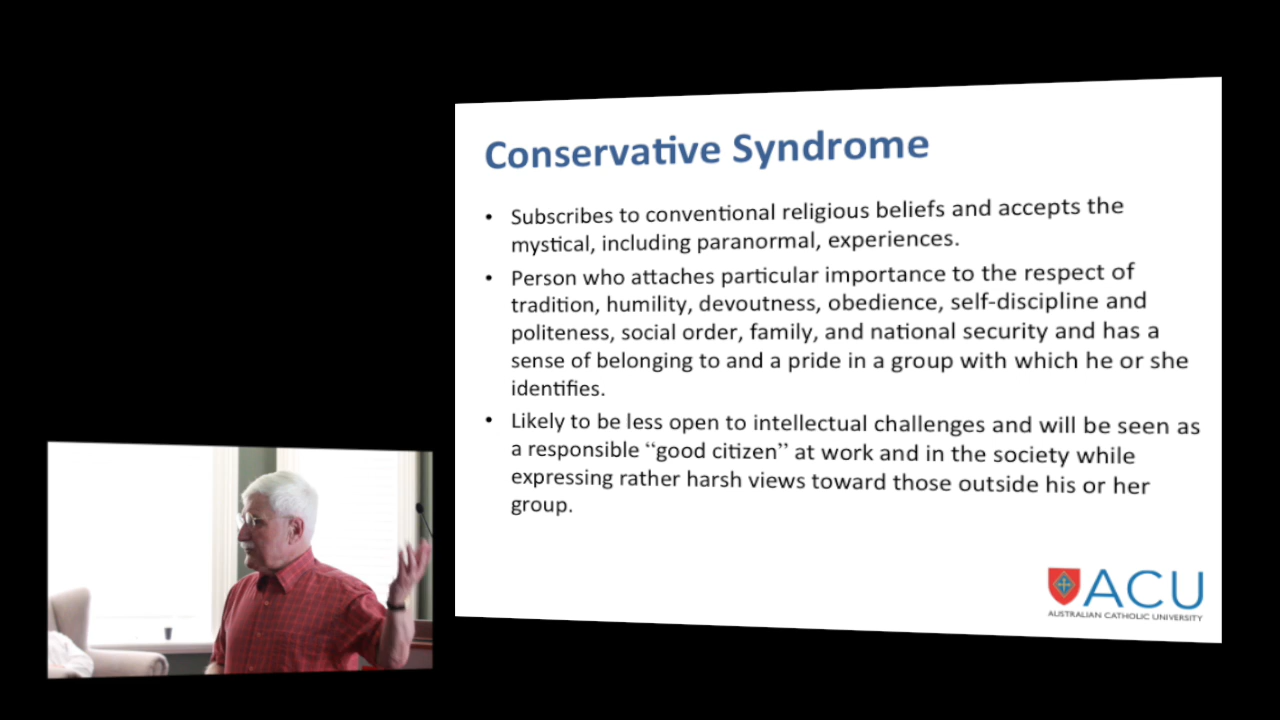 Conservative Syndrome
• Subscribes to conventional religious beliefs and accepts the
mystical, including paranormal, experiences.
• Person who attaches particular importance to the respect of
tradition, humility, devoutness, obedience, self-discipline and
politeness, social order, family, and national security and has a
sense of belonging to and a pride in a group with which he or she
identifies.
• Likely to be less open to intellectual challenges and will be seen as
a responsible “good citizen” at work and in the society while
expressing rather harsh views toward those outside his or her
group.
ACU
AUSTRALIAN CATHOLIC UNIVERSITY